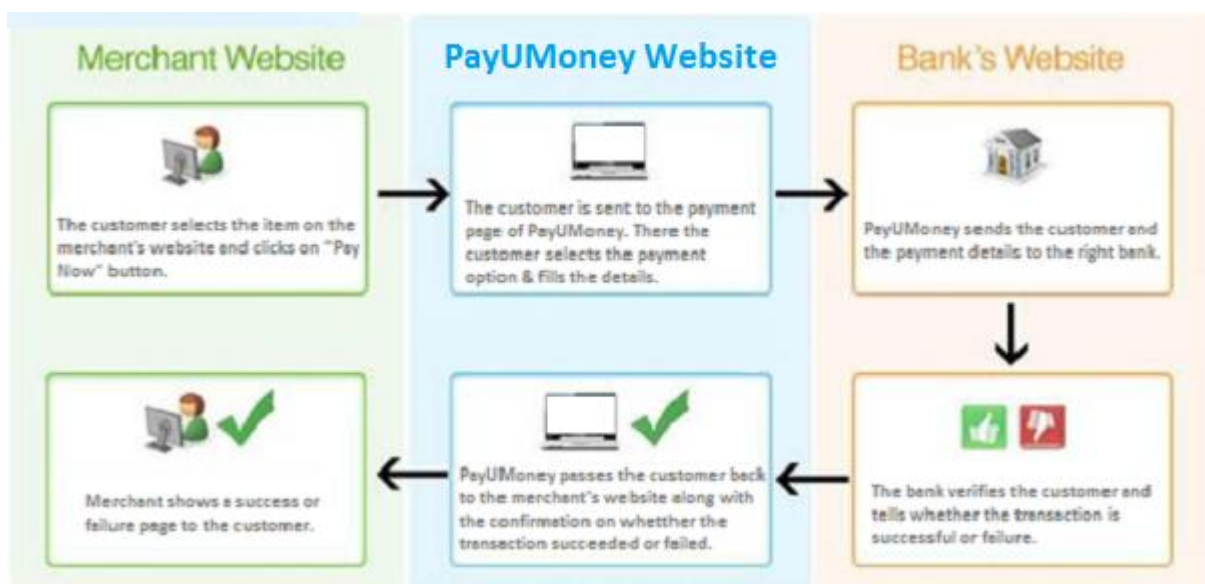 Merchant Website
PayUMoney Website
Bank's Website
The customer selects the item on the
merchant's website and clicks on "Pay
Now" button.
The customer is sent to the payment
page of PayUMoney. There the
customer selects the payment
option & fills the details.
PayUMoney sends the customer and
the payment details to the right bank.
Merchant shows a success or
failure page to the customer.
PayUMoney passes the customer back
to the merchant's website along with
the confirmation on whetther the
transaction succeeded or failed.
The bank verifies the customer and
tells whether the transaction is
successful or failure.